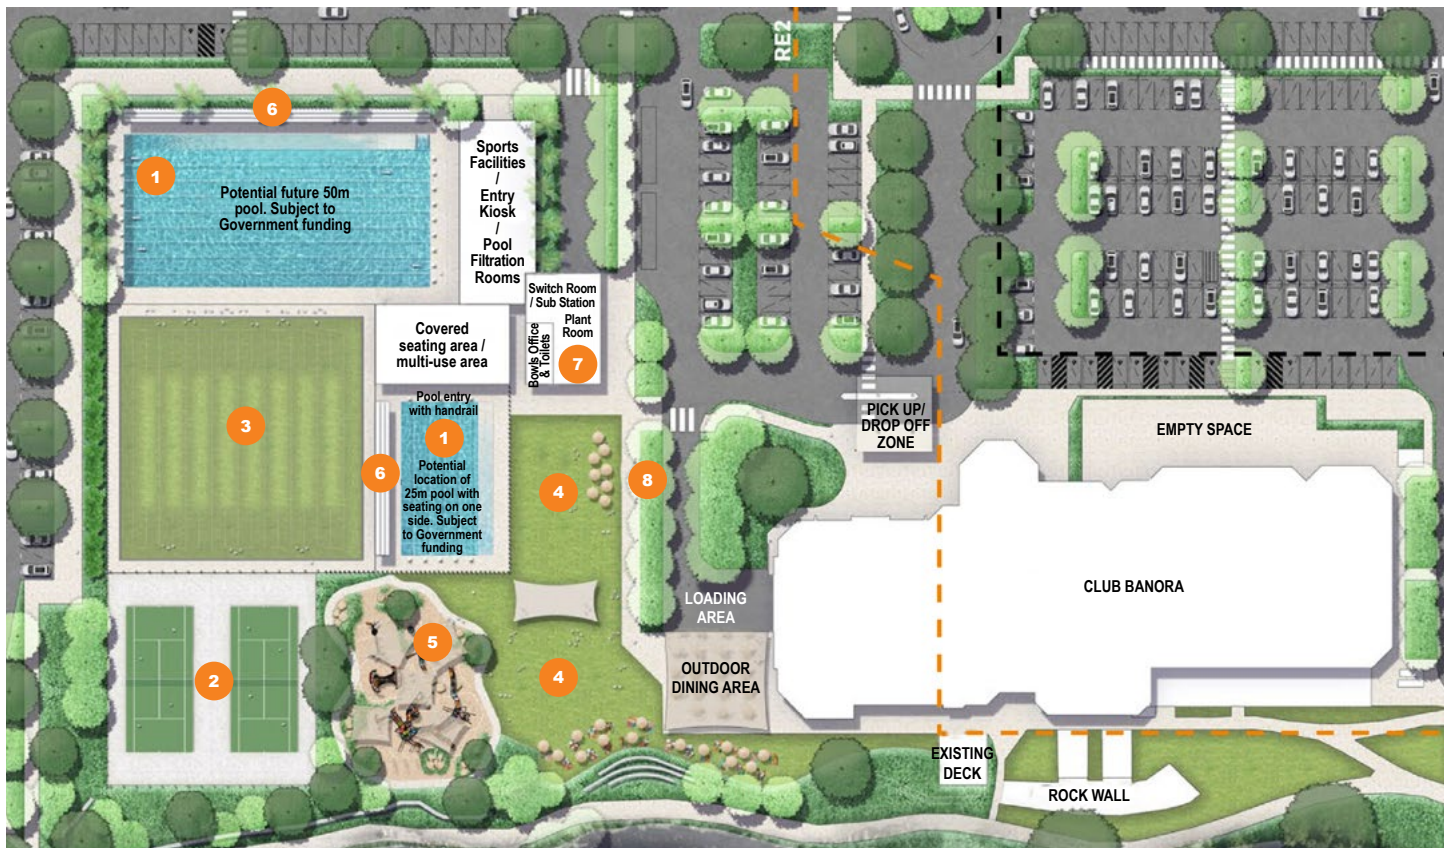 RE2
6
1
Potential future 50m
pool. Subject to
Government funding
Sports
Facilities
/
Entry
Kiosk
/
Pool
Filtration
Rooms
Switch Room
/ Sub Station
Plant
Room
Bowls Office
& Toilets
7
Covered
seating area /
multi-use area
3
Pool entry
with handrail
1
Potential
location of
25m pool with
seating on one
side. Subject
to Government
funding
6
4
8
PICK UP/
DROP OFF
ZONE
EMPTY SPACE
CLUB BANORA
LOADING
AREA
OUTDOOR
DINING AREA
2
5
4
EXISTING
DECK
ROCK WALL